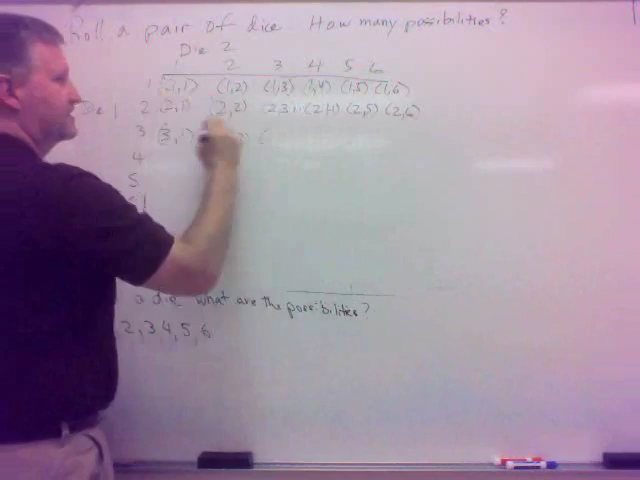 Roll a pair of dice. How many possibilities?
Die 2
1 2 3 4 5 6
1 (1,1) (1,2) (1,3) (1,4) (1,5) (1,6)
Die 1 2 (2,1) (2,2) (2,3) (2,4) (2,5) (2,6)
3 (3,1) (
4
5
a die what are the possibilities?
2,3,4,5,6